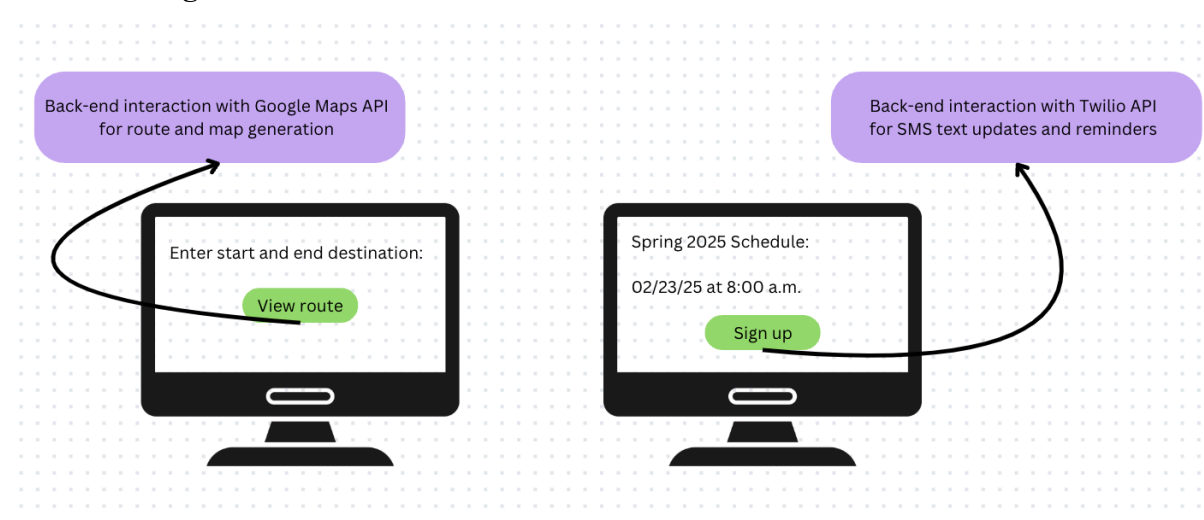 Back-end interaction with Google Maps API
for route and map generation
Enter start and end destination:
View route
Back-end interaction with Twilio API
for SMS text updates and reminders
Spring 2025 Schedule:
02/23/25 at 8:00 a.m.
Sign up